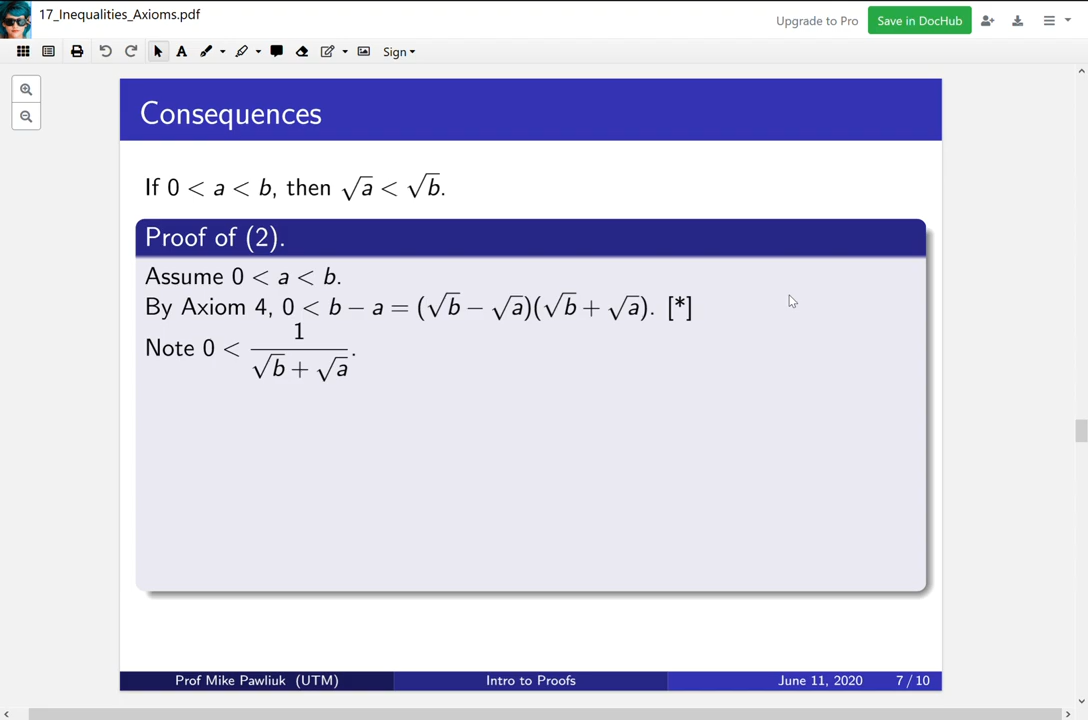 17_Inequalities_Axioms.pdf
Upgrade to Pro
Save in DocHub
A
Sign
Consequences
If 0 < a < b, then √a < √b.
Proof of (2).
Assume 0 < a < b.
By Axiom 4, 0 < b − a = (√b − √a)(√b + √a). [*]
Note 0 < 1/(√b + √a).
Prof Mike Pawliuk (UTM) Intro to Proofs June 11, 2020 7 / 10